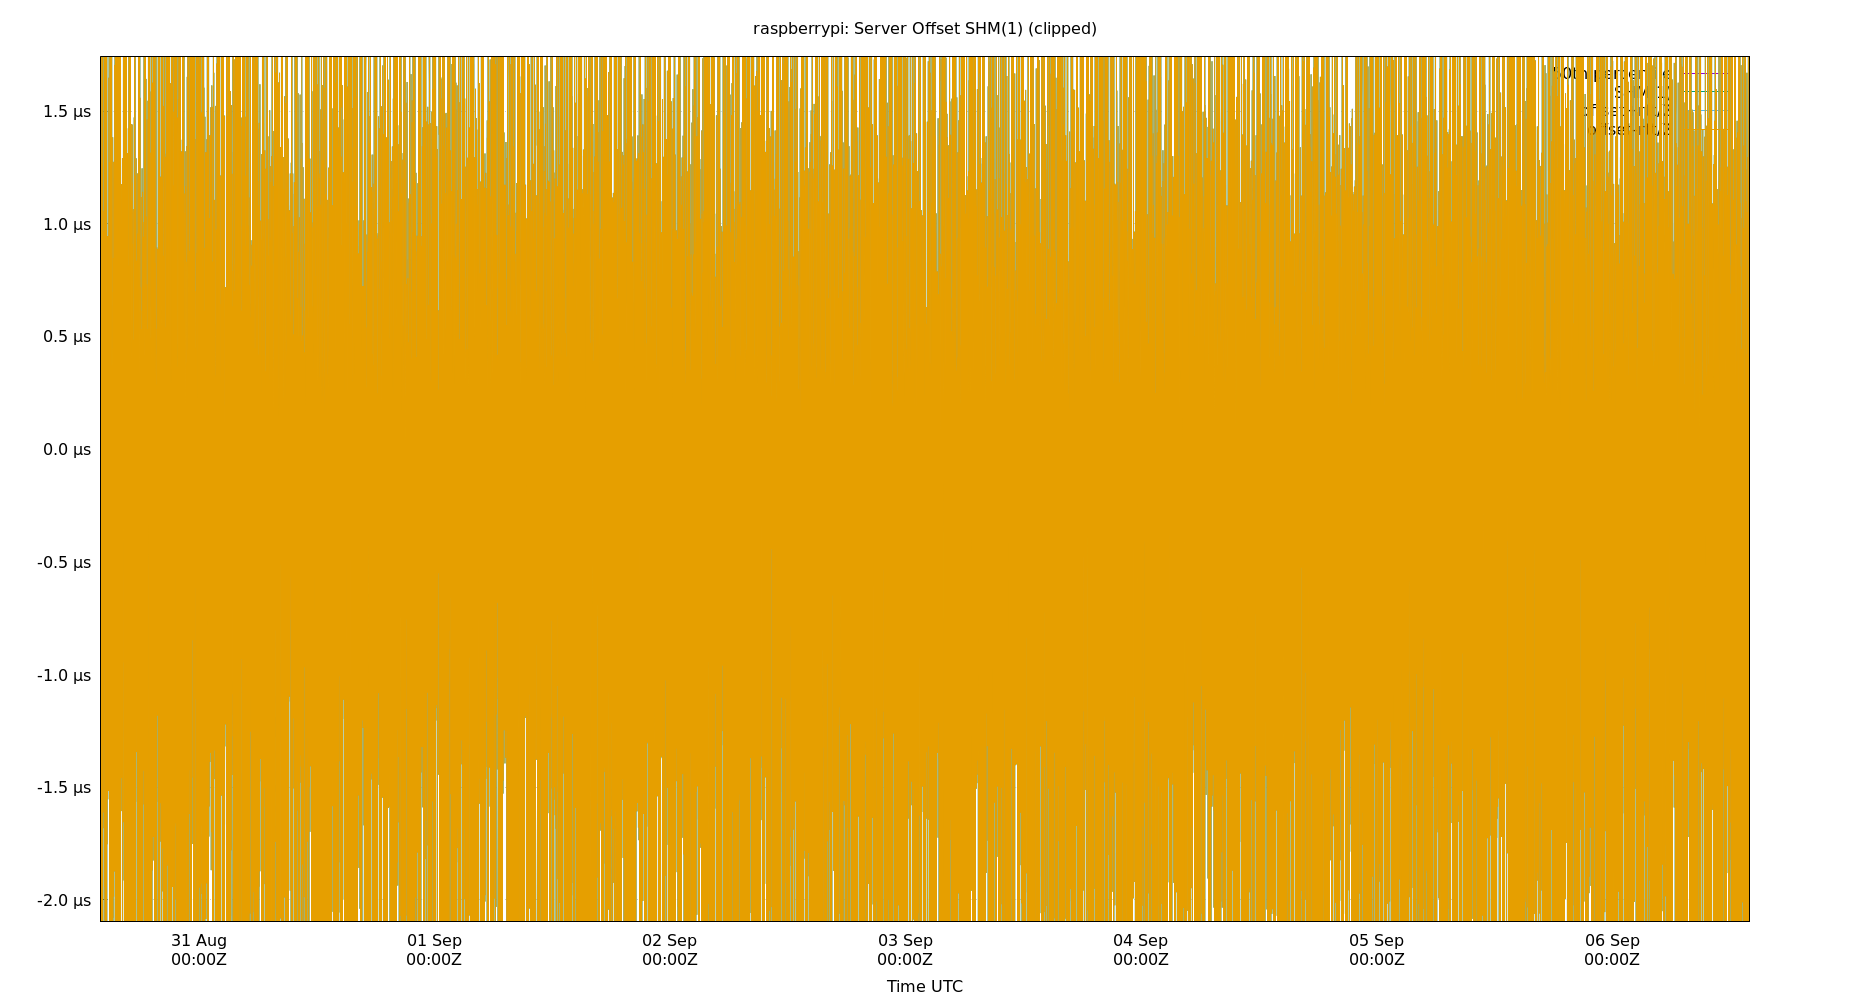 raspberrypi: Server Offset SHM(1) (clipped)
1.5 µs
1.0 µs
0.5 µs
0.0 µs
-0.5 µs
-1.0 µs
-1.5 µs
-2.0 µs
31 Aug 01 Sep 02 Sep 03 Sep 04 Sep 05 Sep 06 Sep
00:00Z 00:00Z 00:00Z 00:00Z 00:00Z 00:00Z 00:00Z
Time UTC